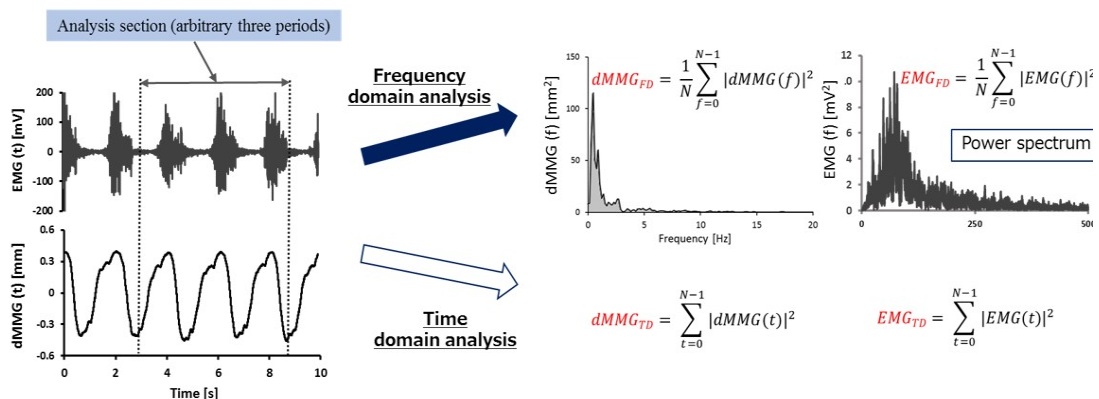 Analysis section (arbitrary three periods)
EMG (t) [mV]
200
100
0
-100
-200
dMMG (t) [mm]
0.6
0.3
0
-0.3
-0.6
0 2 4 6 8 10
Time [s]
Frequency
domain analysis
Time
domain analysis
dMMG (f) [mm²]
150
100
50
0
0 5 10 15 20
Frequency [Hz]
dMMG_FD = 1/N ∑_{f=0}^{N−1} |dMMG(f)|²
EMG (f) [mV²]
12
10
8
6
4
2
0
0 250 500
EMG_FD = 1/N ∑_{f=0}^{N−1} |EMG(f)|²
Power spectrum
dMMG_TD = ∑_{t=0}^{N−1} |dMMG(t)|²
EMG_TD = ∑_{t=0}^{N−1} |EMG(t)|²